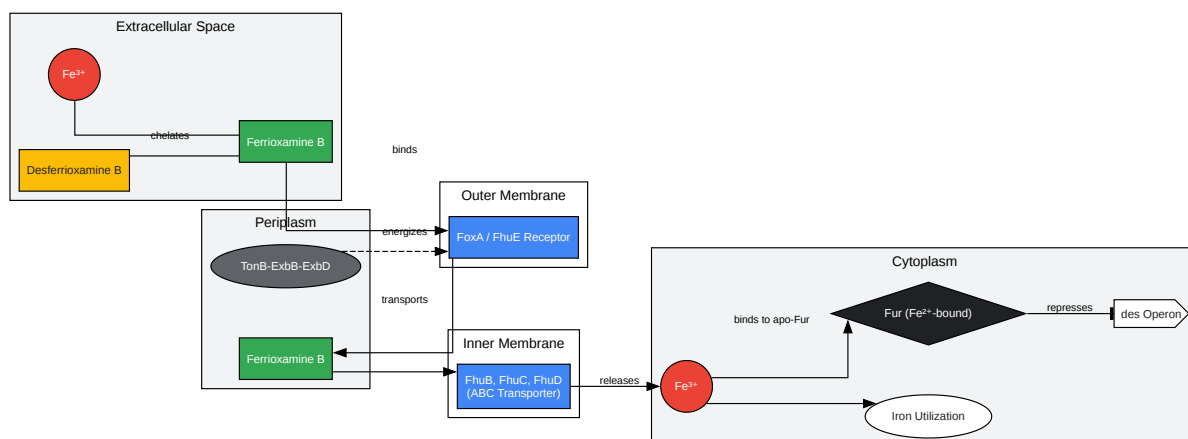 Extracellular Space
Fe³⁺
chelates
Ferrioxamine B
Desferrioxamine B
binds
Outer Membrane
FoxA / FhuE Receptor
Periplasm
energizes
TonB-ExbB-ExbD
transports
Ferrioxamine B
Inner Membrane
FhuB, FhuC, FhuD
(ABC Transporter)
releases
Cytoplasm
Fe³⁺
binds to apo-Fur
Fur (Fe²⁺-bound)
represses
des Operon
Iron Utilization